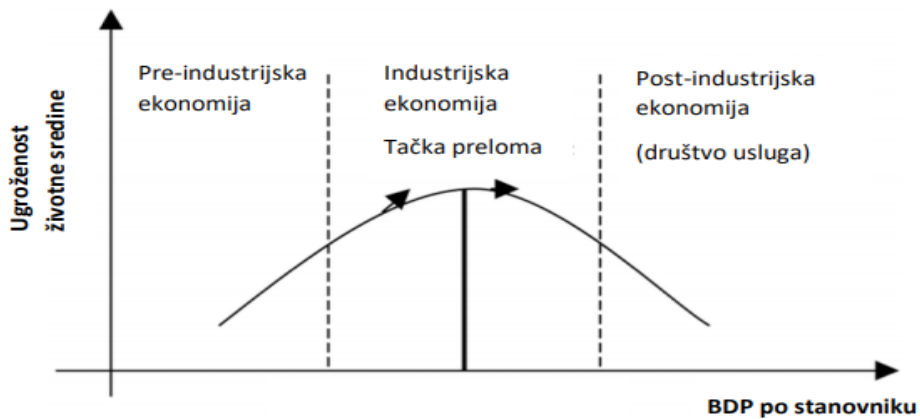 Ugroženost
životne sredine
Pre-industrijska
ekonomija
Industrijska
ekonomija
Tačka preloma
Post-industrijska
ekonomija
(društvo usluga)
BDP po stanovniku